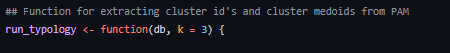 ## Function for extracting cluster id's and cluster medoids from PAM
run_typology <- function(db, k = 3) {